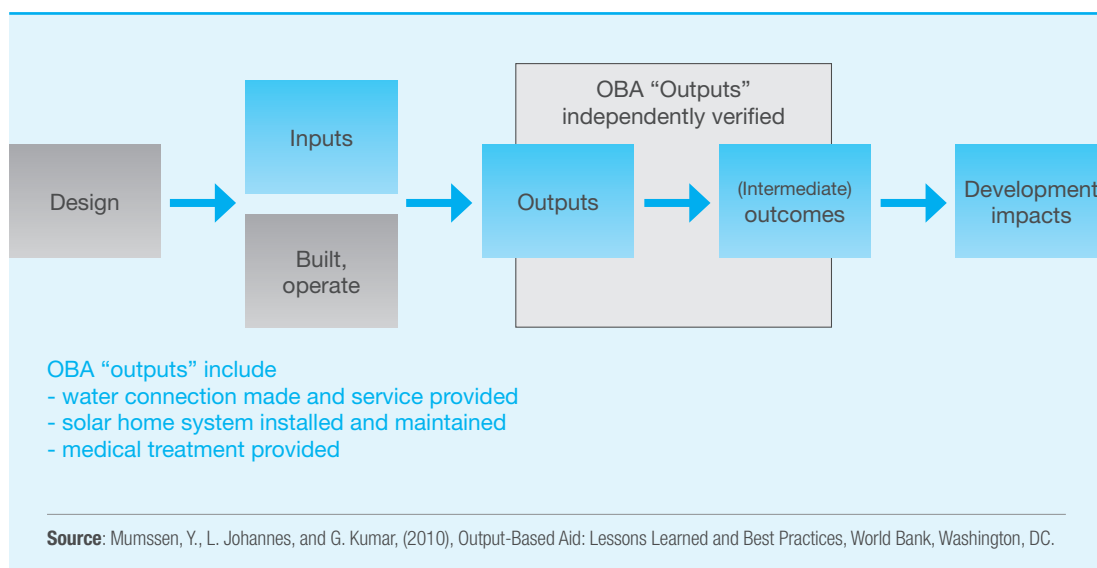 OBA “Outputs”
independently verified
Design
Inputs
Built,
operate
Outputs
(Intermediate)
outcomes
Development
impacts
OBA “outputs” include
- water connection made and service provided
- solar home system installed and maintained
- medical treatment provided
Source: Mumssen, Y., L. Johannes, and G. Kumar, (2010), Output-Based Aid: Lessons Learned and Best Practices, World Bank, Washington, DC.